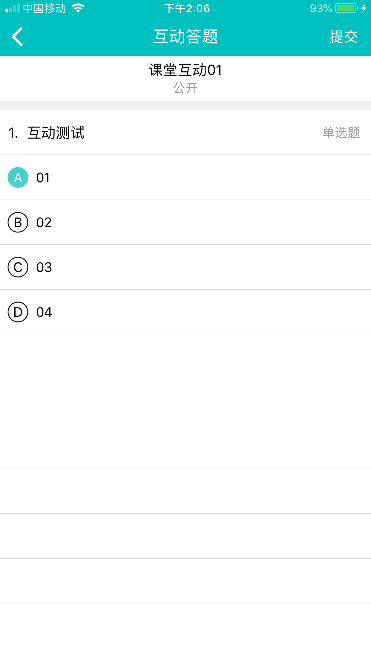 中国移动 下午2:06 93%
互动答题 提交
课堂互动01
公开
1. 互动测试 单选题
A 01
B 02
C 03
D 04